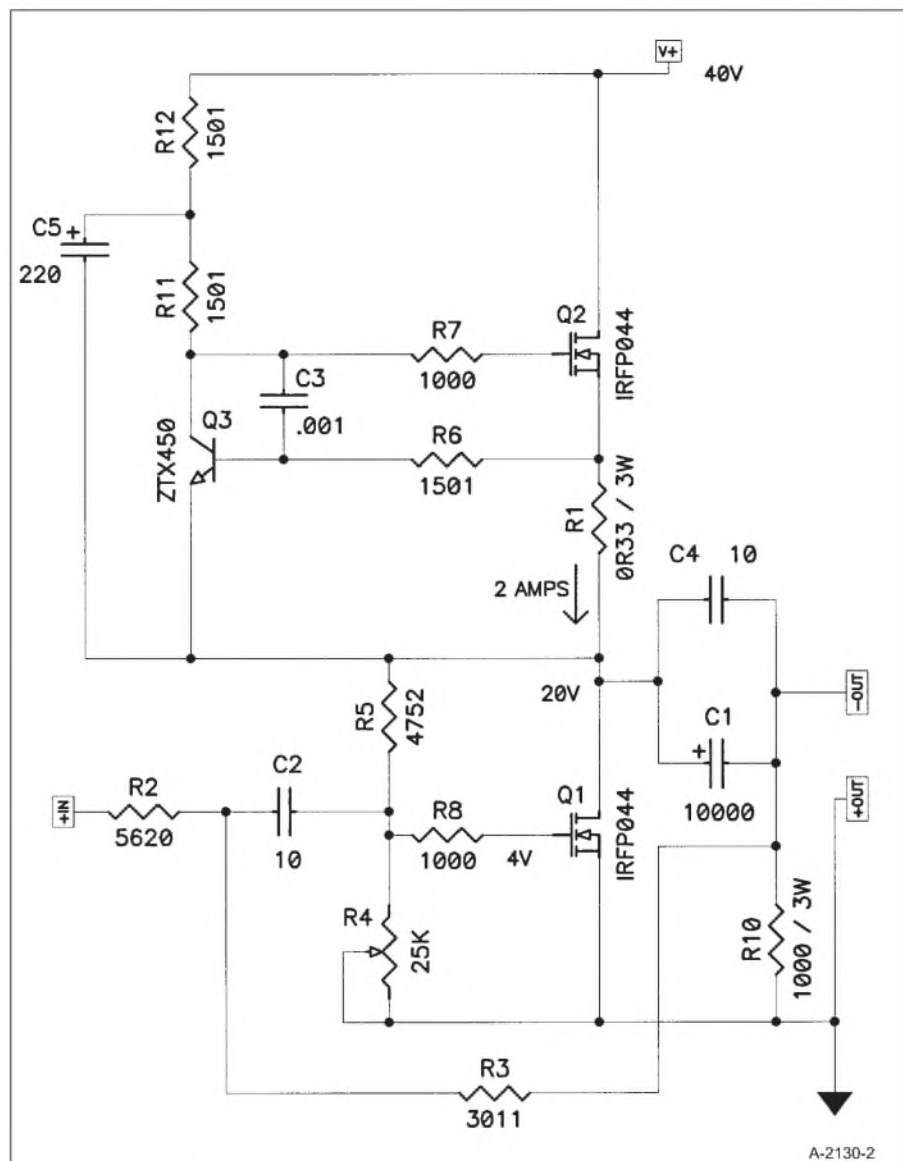 V+
40V
R12
1501
C5
+
220
R11
1501
Q2
IRFP044
R7
1000
C3
.001
Q3
ZTX450
R6
1501
R1
0R33 / 3W
C4
10
2 AMPS
20V
-OUT
R5
4752
C1
+
10000
+OUT
C2
10
R2
5620
+IN
R8
1000
4V
Q1
IRFP044
R4
25K
R10
1000 / 3W
R3
3011
A-2130-2